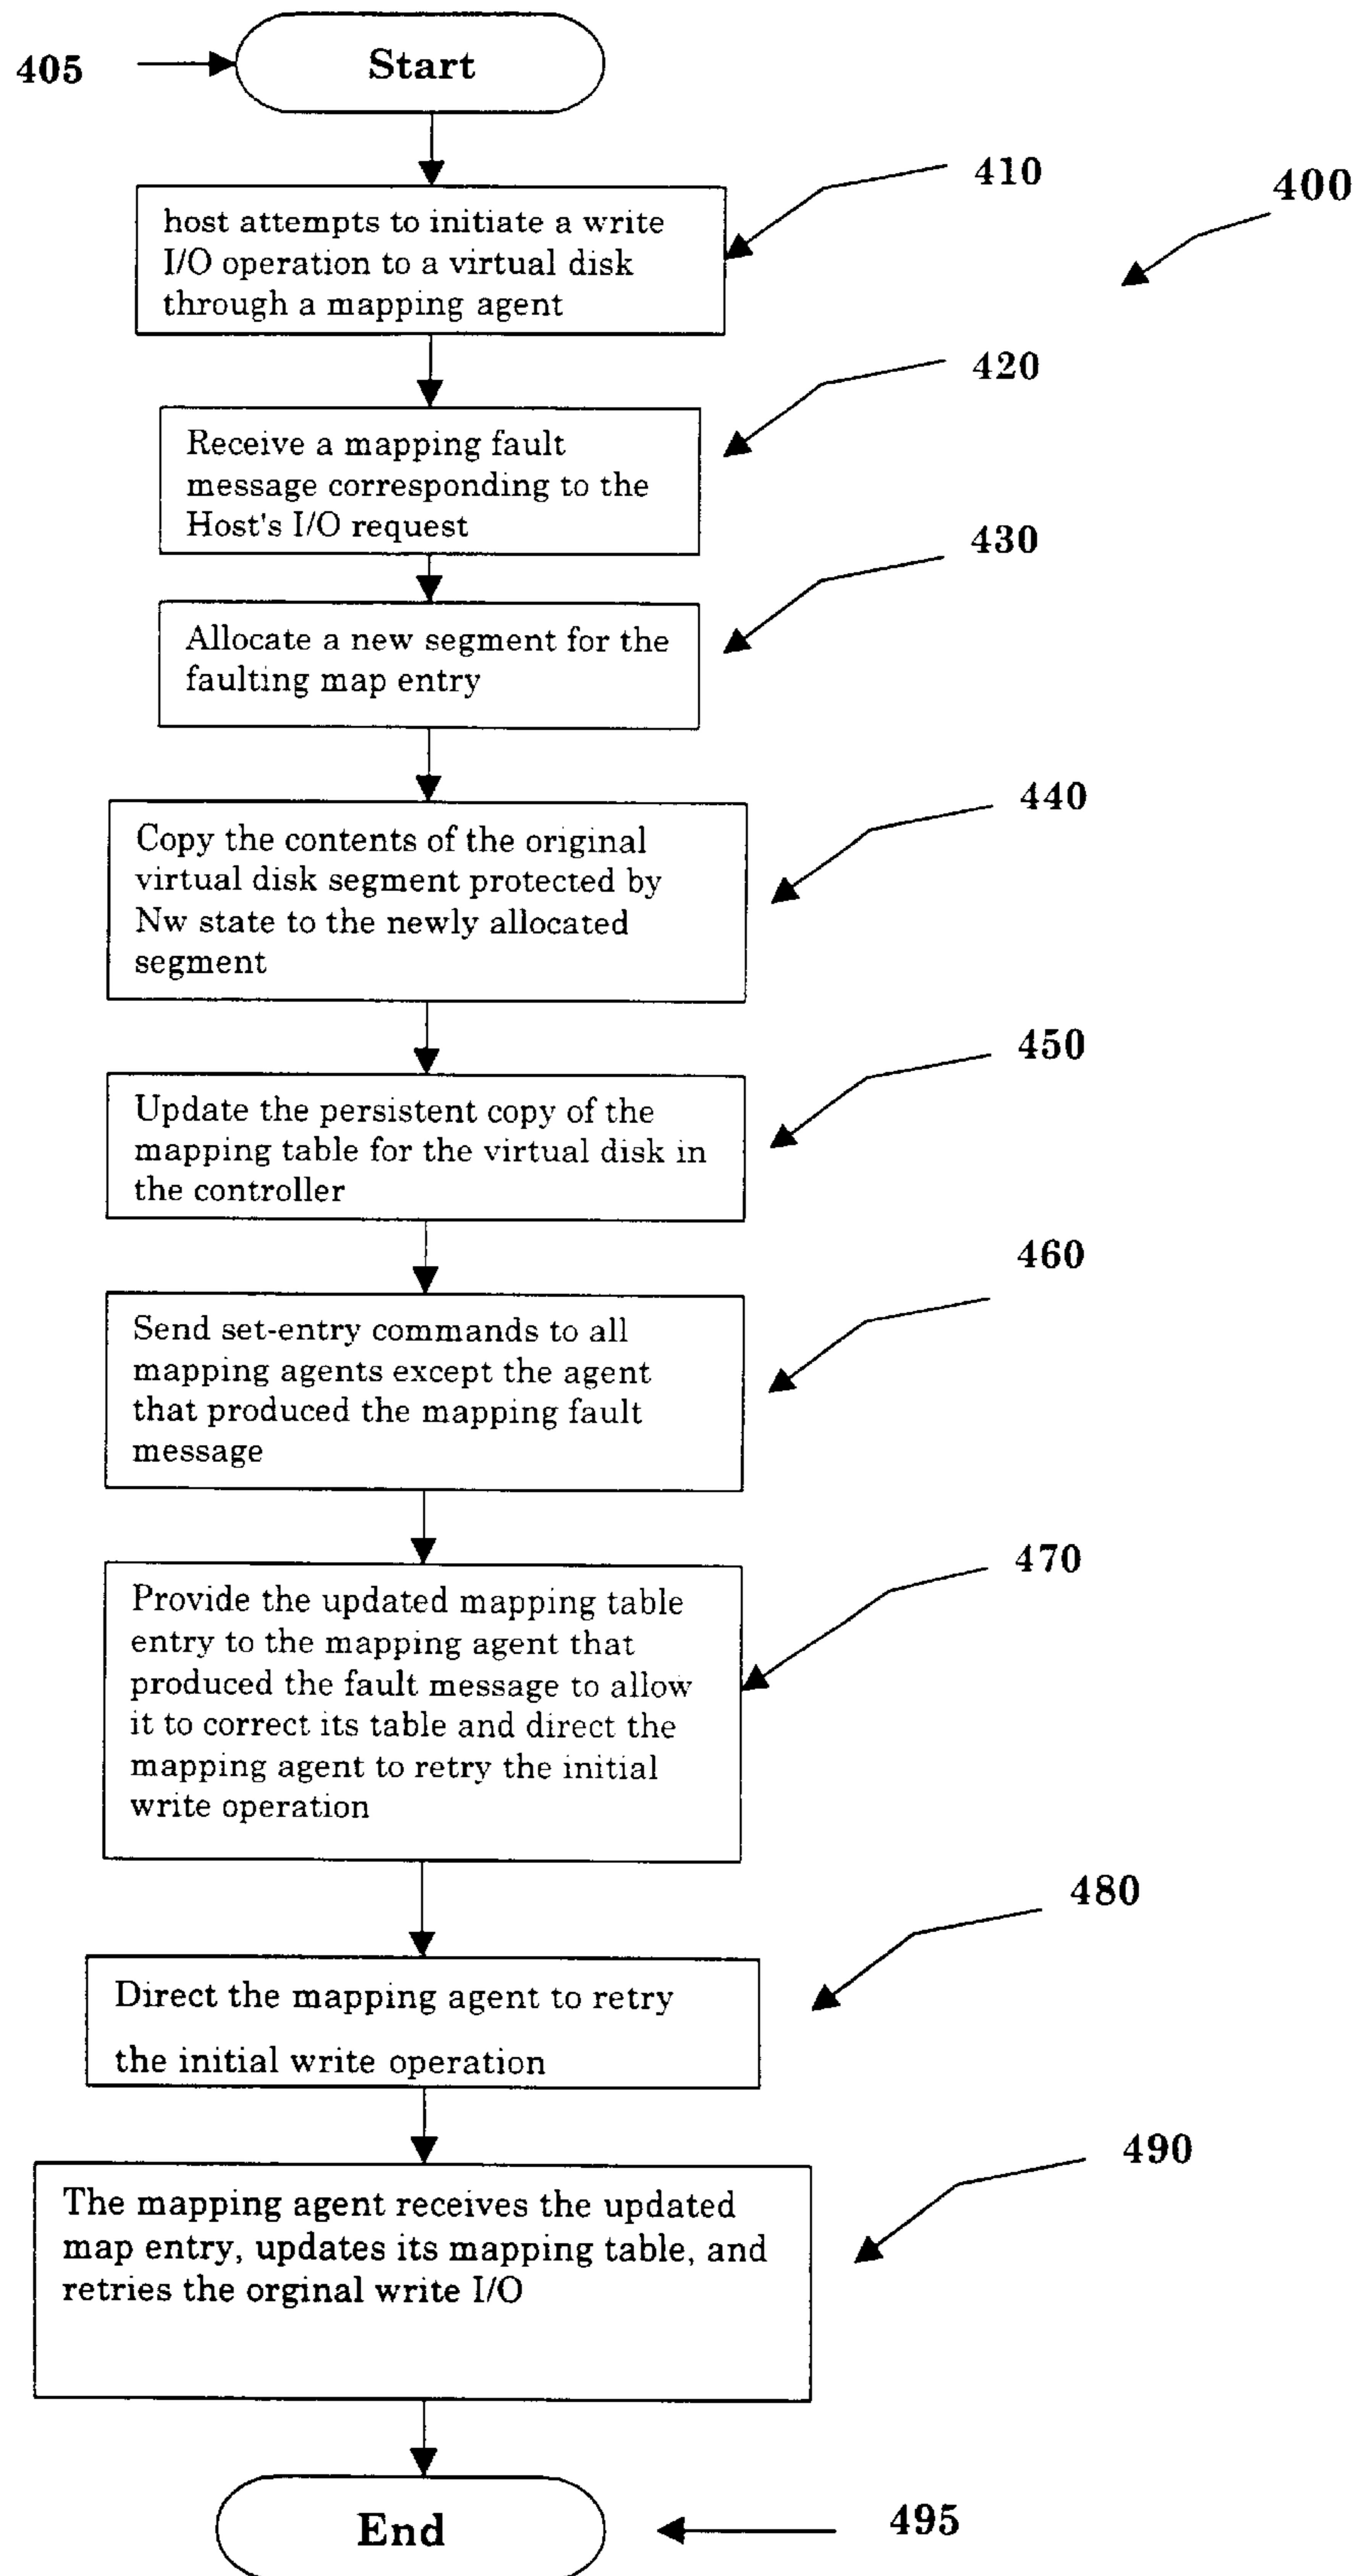 405
Start
410
400
host attempts to initiate a write
I/O operation to a virtual disk
through a mapping agent
420
Receive a mapping fault
message corresponding to the
Host's I/O request
430
Allocate a new segment for the
faulting map entry
440
Copy the contents of the original
virtual disk segment protected by
Nw state to the newly allocated
segment
450
Update the persistent copy of the
mapping table for the virtual disk in
the controller
460
Send set-entry commands to all
mapping agents except the agent
that produced the mapping fault
message
470
Provide the updated mapping table
entry to the mapping agent that
produced the fault message to allow
it to correct its table and direct the
mapping agent to retry the initial
write operation
480
Direct the mapping agent to retry
the initial write operation
490
The mapping agent receives the updated
map entry, updates its mapping table, and
retries the orginal write I/O
End
495